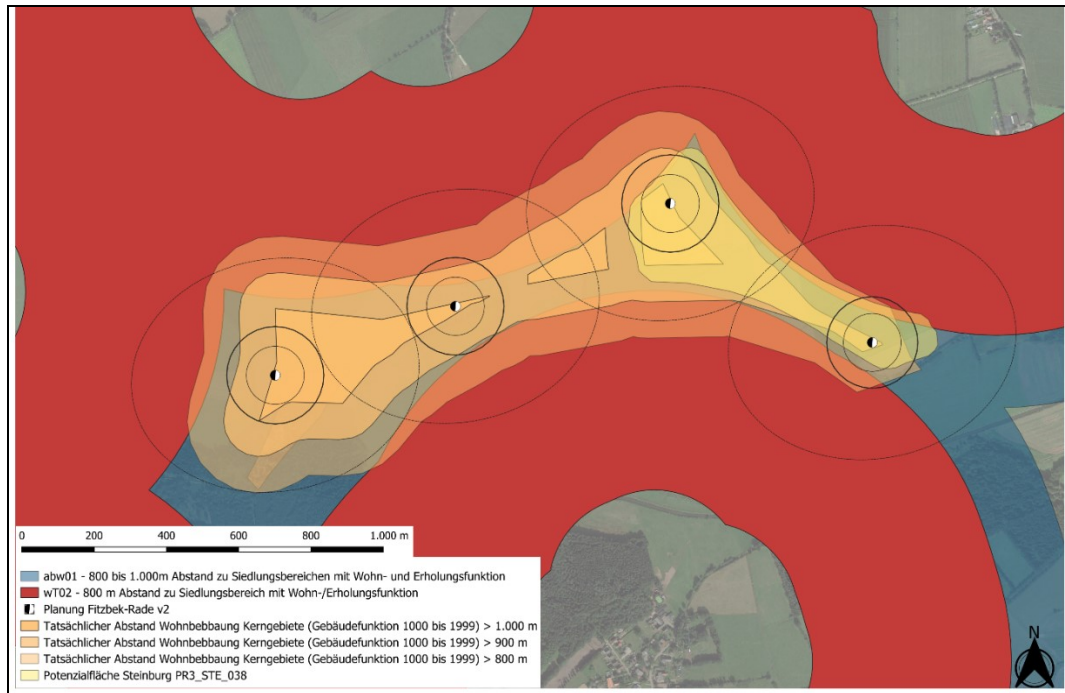 0 200 400 600 800 1.000 m
abw01 - 800 bis 1.000m Abstand zu Siedlungsbereichen mit Wohn- und Erholungsfunktion
wT02 - 800 m Abstand zu Siedlungsbereich mit Wohn-/Erholungsfunktion
Planung Fitzbek-Rade v2
Tatsächlicher Abstand Wohnbebbaung Kerngebiete (Gebäudefunktion 1000 bis 1999) > 1.000 m
Tatsächlicher Abstand Wohnbebbaung Kerngebiete (Gebäudefunktion 1000 bis 1999) > 900 m
Tatsächlicher Abstand Wohnbebbaung Kerngebiete (Gebäudefunktion 1000 bis 1999) > 800 m
Potenzialfläche Steinburg PR3_STE_038
N